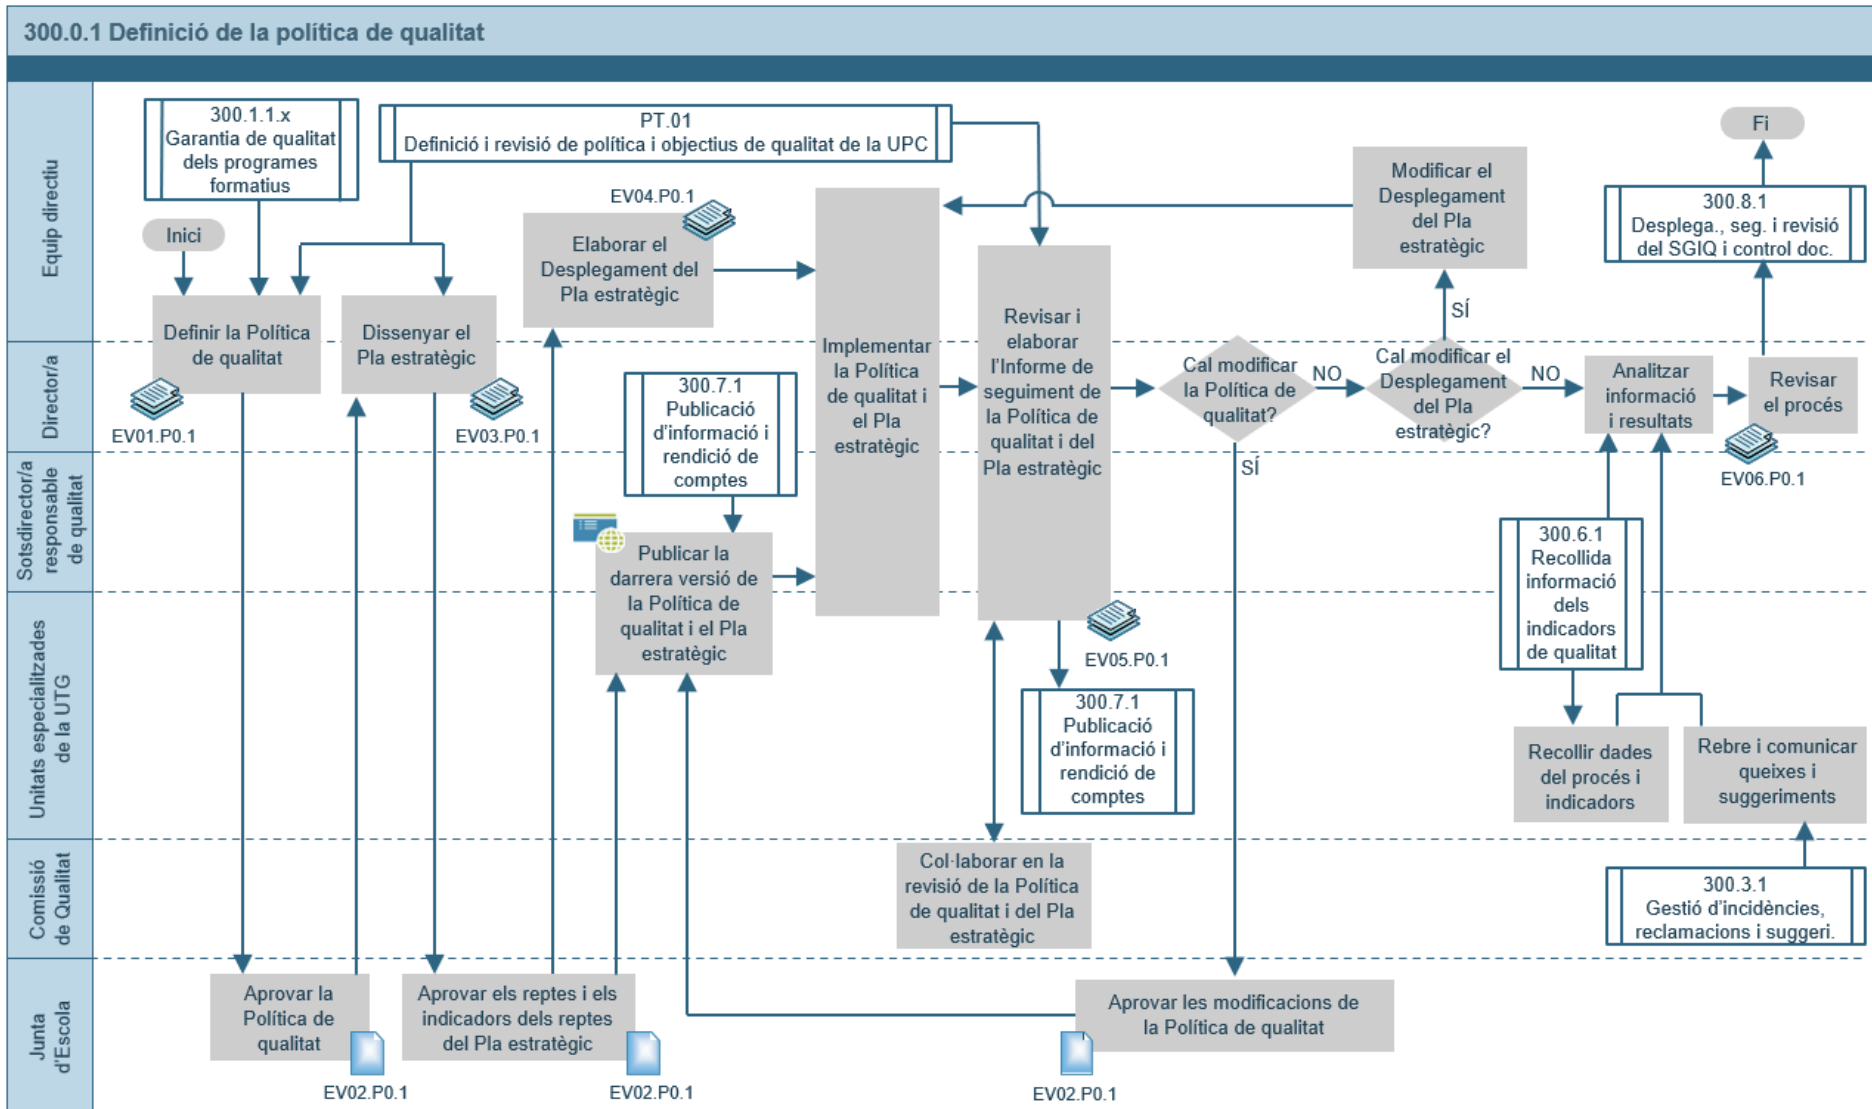 300.0.1 Definició de la política de qualitat
Equip directiu
300.1.1.x
Garantia de qualitat
dels programes
formatius
PT.01
Definició i revisió de política i objectius de qualitat de la UPC
Inici
EV04.P0.1
Elaborar el
Desplegament del
Pla estratègic
Modificar el
Desplegament
del Pla
estratègic
Fi
300.8.1
Desplega., seg. i revisió
del SGIQ i control doc.
SÍ
Director/a
Definir la Política
de qualitat
EV01.P0.1
Dissenyar el
Pla estratègic
EV03.P0.1
Implementar
la Política
de qualitat i
el Pla
estratègic
Revisar i
elaborar
l'Informe de
seguiment de
la Política de
qualitat i del
Pla estratègic
Cal modificar
la Política de
qualitat?
NO
Cal modificar el
Desplegament
del Pla
estratègic?
NO
Analitzar
informació
i resultats
Revisar
el procés
EV06.P0.1
SÍ
Sotsdirector/a
responsable
de qualitat
300.7.1
Publicació
d'informació i
rendició de
comptes
Publicar la
darrera versió de
la Política de
qualitat i el Pla
estratègic
300.6.1
Recollida
informació
dels
indicadors
de qualitat
Unitats especialitzades
de la UTG
EV05.P0.1
300.7.1
Publicació
d'informació i
rendició de
comptes
Recollir dades
del procés i
indicadors
Rebre i comunicar
queixes i
suggeriments
Comissió
de Qualitat
Col·laborar en la
revisió de la Política
de qualitat i del Pla
estratègic
300.3.1
Gestió d'incidències,
reclamacions i suggeri.
Junta
d'Escola
Aprovar la
Política de
qualitat
EV02.P0.1
Aprovar els reptes i els
indicadors dels reptes
del Pla estratègic
EV02.P0.1
Aprovar les modificacions de
la Política de qualitat
EV02.P0.1